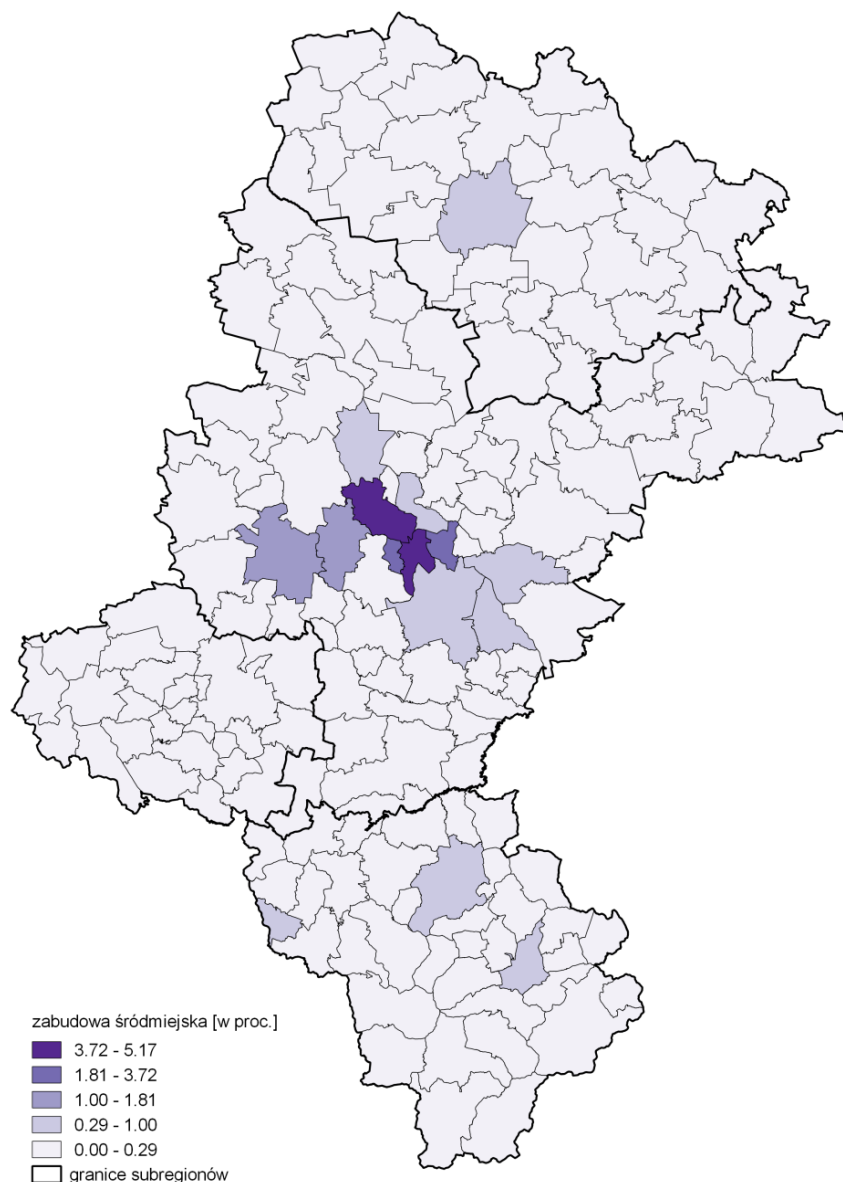 zabudowa śródmiejska [w proc.]
3.72 - 5.17
1.81 - 3.72
1.00 - 1.81
0.29 - 1.00
0.00 - 0.29
granice subregionów